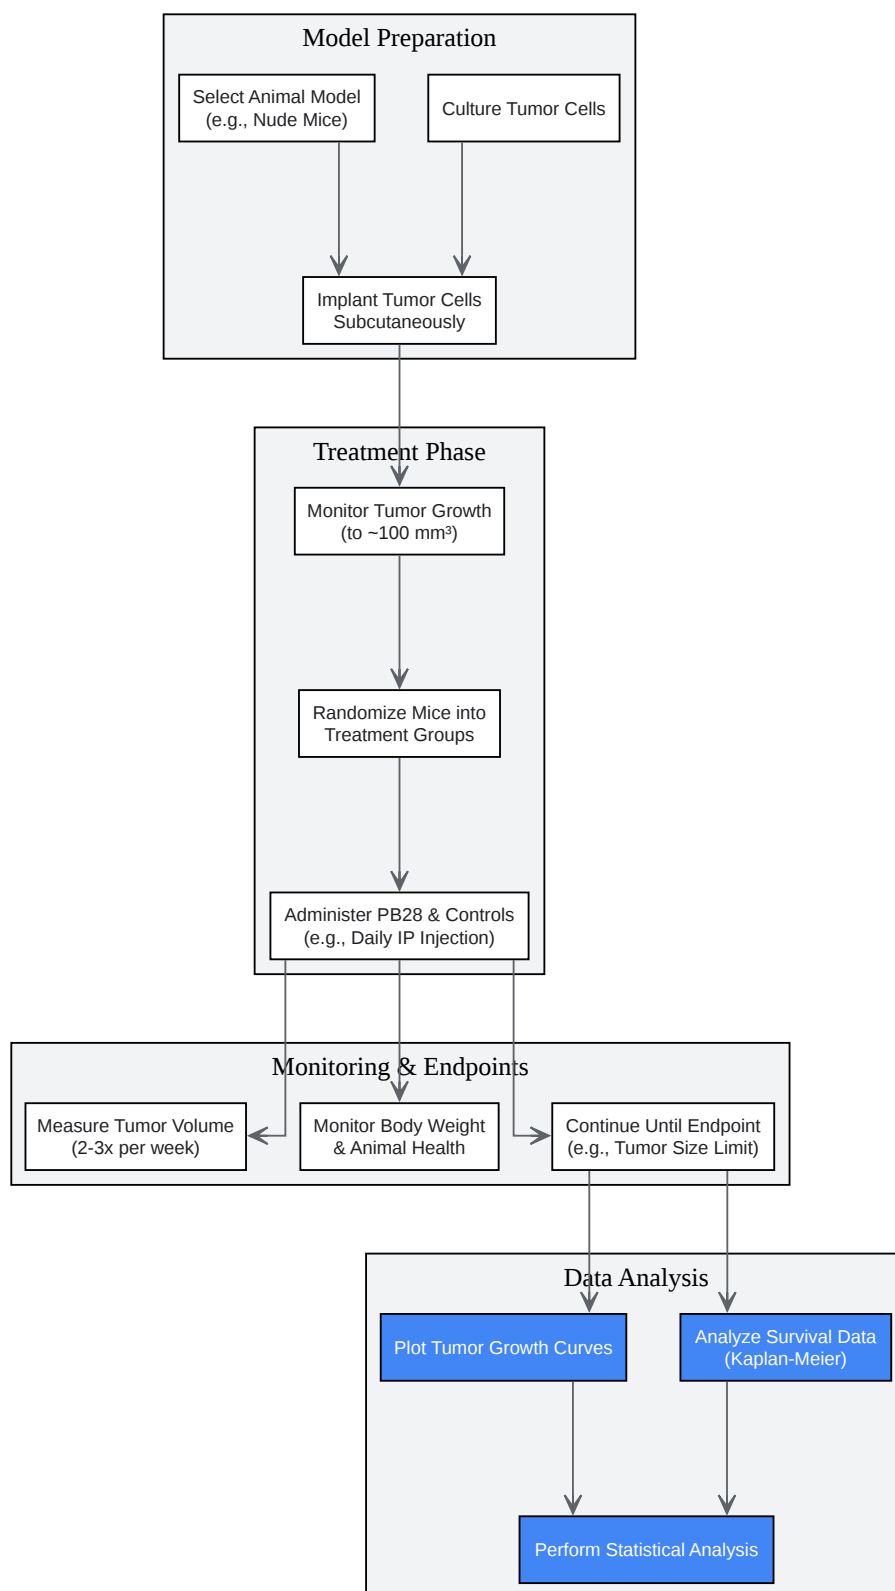 Model Preparation
Select Animal Model
(e.g., Nude Mice)
Culture Tumor Cells
Implant Tumor Cells
Subcutaneously
Treatment Phase
Monitor Tumor Growth
(to ~100 mm³)
Randomize Mice into
Treatment Groups
Administer PB28 & Controls
(e.g., Daily IP Injection)
Monitoring & Endpoints
Measure Tumor Volume
(2-3x per week)
Monitor Body Weight
& Animal Health
Continue Until Endpoint
(e.g., Tumor Size Limit)
Data Analysis
Plot Tumor Growth Curves
Analyze Survival Data
(Kaplan-Meier)
Perform Statistical Analysis